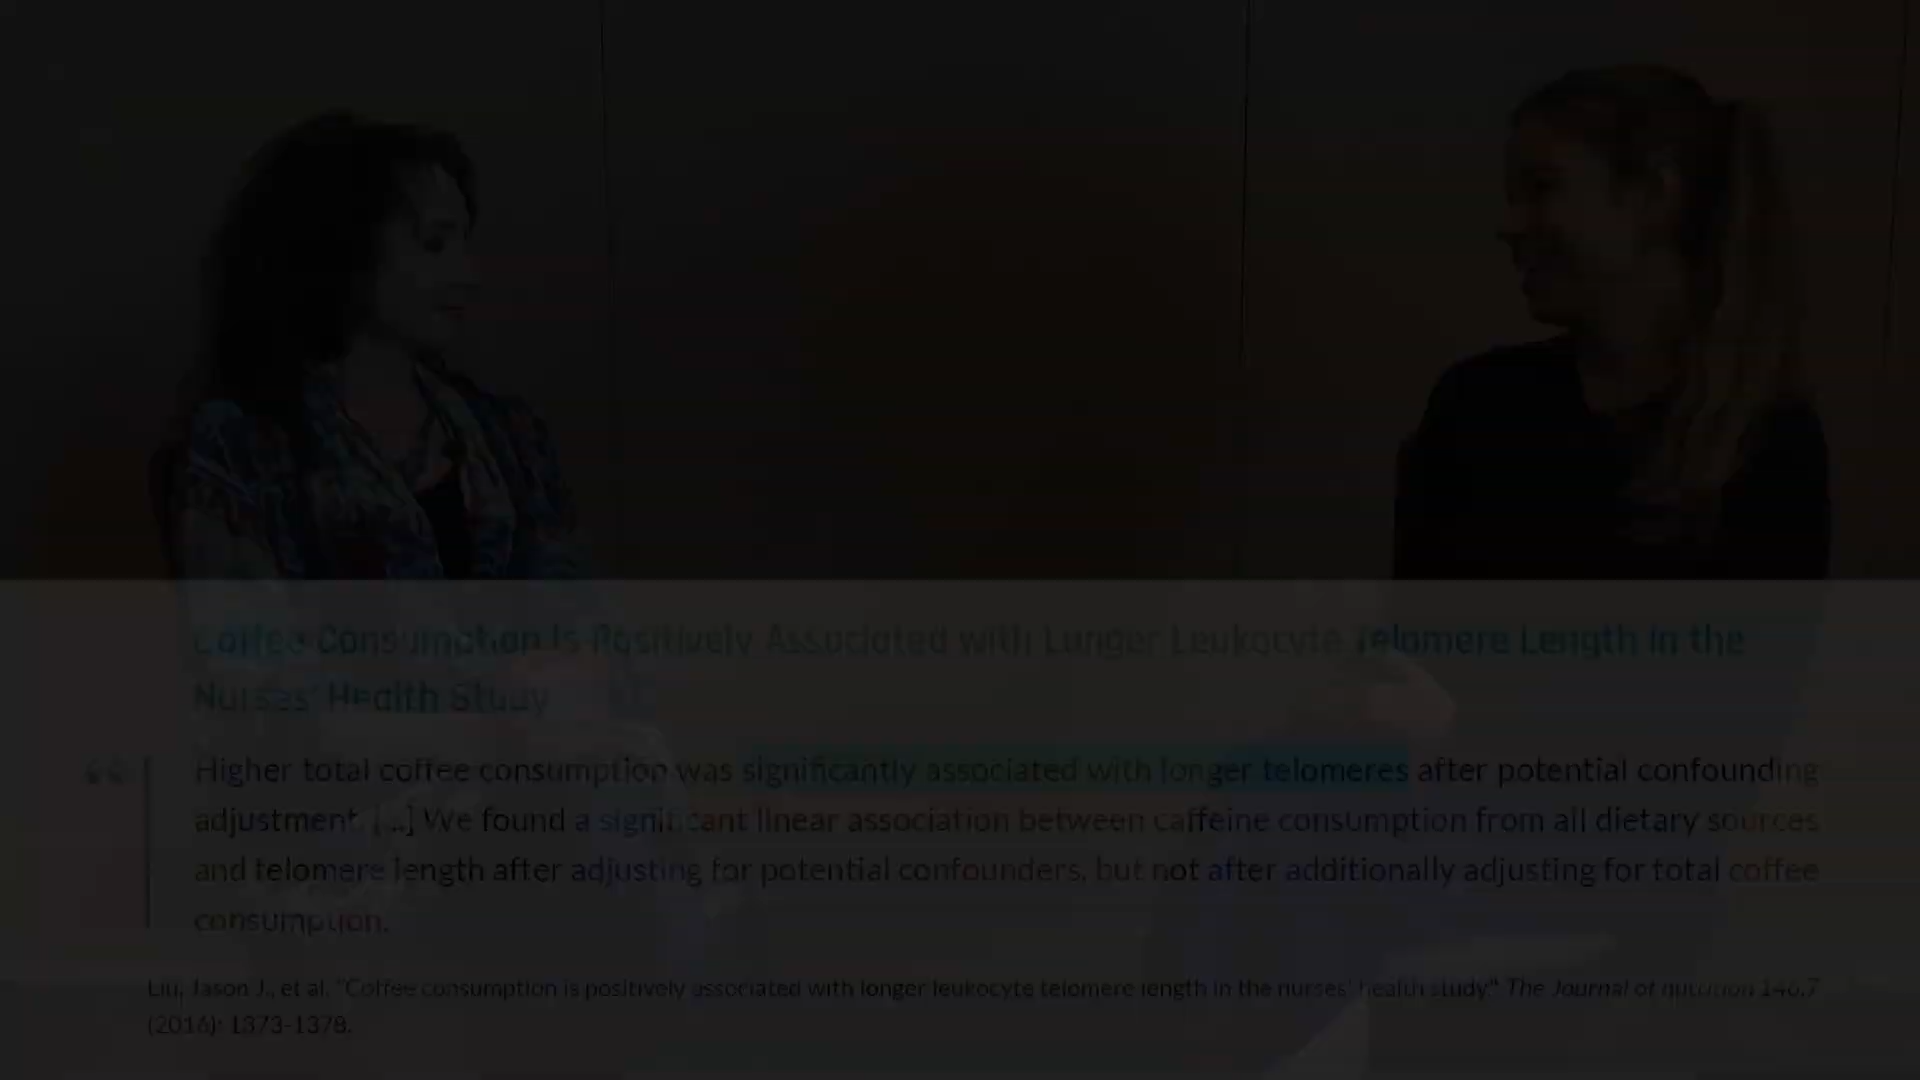 Coffee Consumption Is Positively Associated with Longer Leukocyte Telomere Length in the
Nurses' Health Study
“
Higher total coffee consumption was significantly associated with longer telomeres after potential confounding
adjustment. [...] We found a significant linear association between caffeine consumption from all dietary sources
and telomere length after adjusting for potential confounders, but not after additionally adjusting for total coffee
consumption.
Liu, Jason J., et al. "Coffee consumption is positively associated with longer leukocyte telomere length in the nurses' health study." The Journal of nutrition 146.7
(2016): 1373-1378.